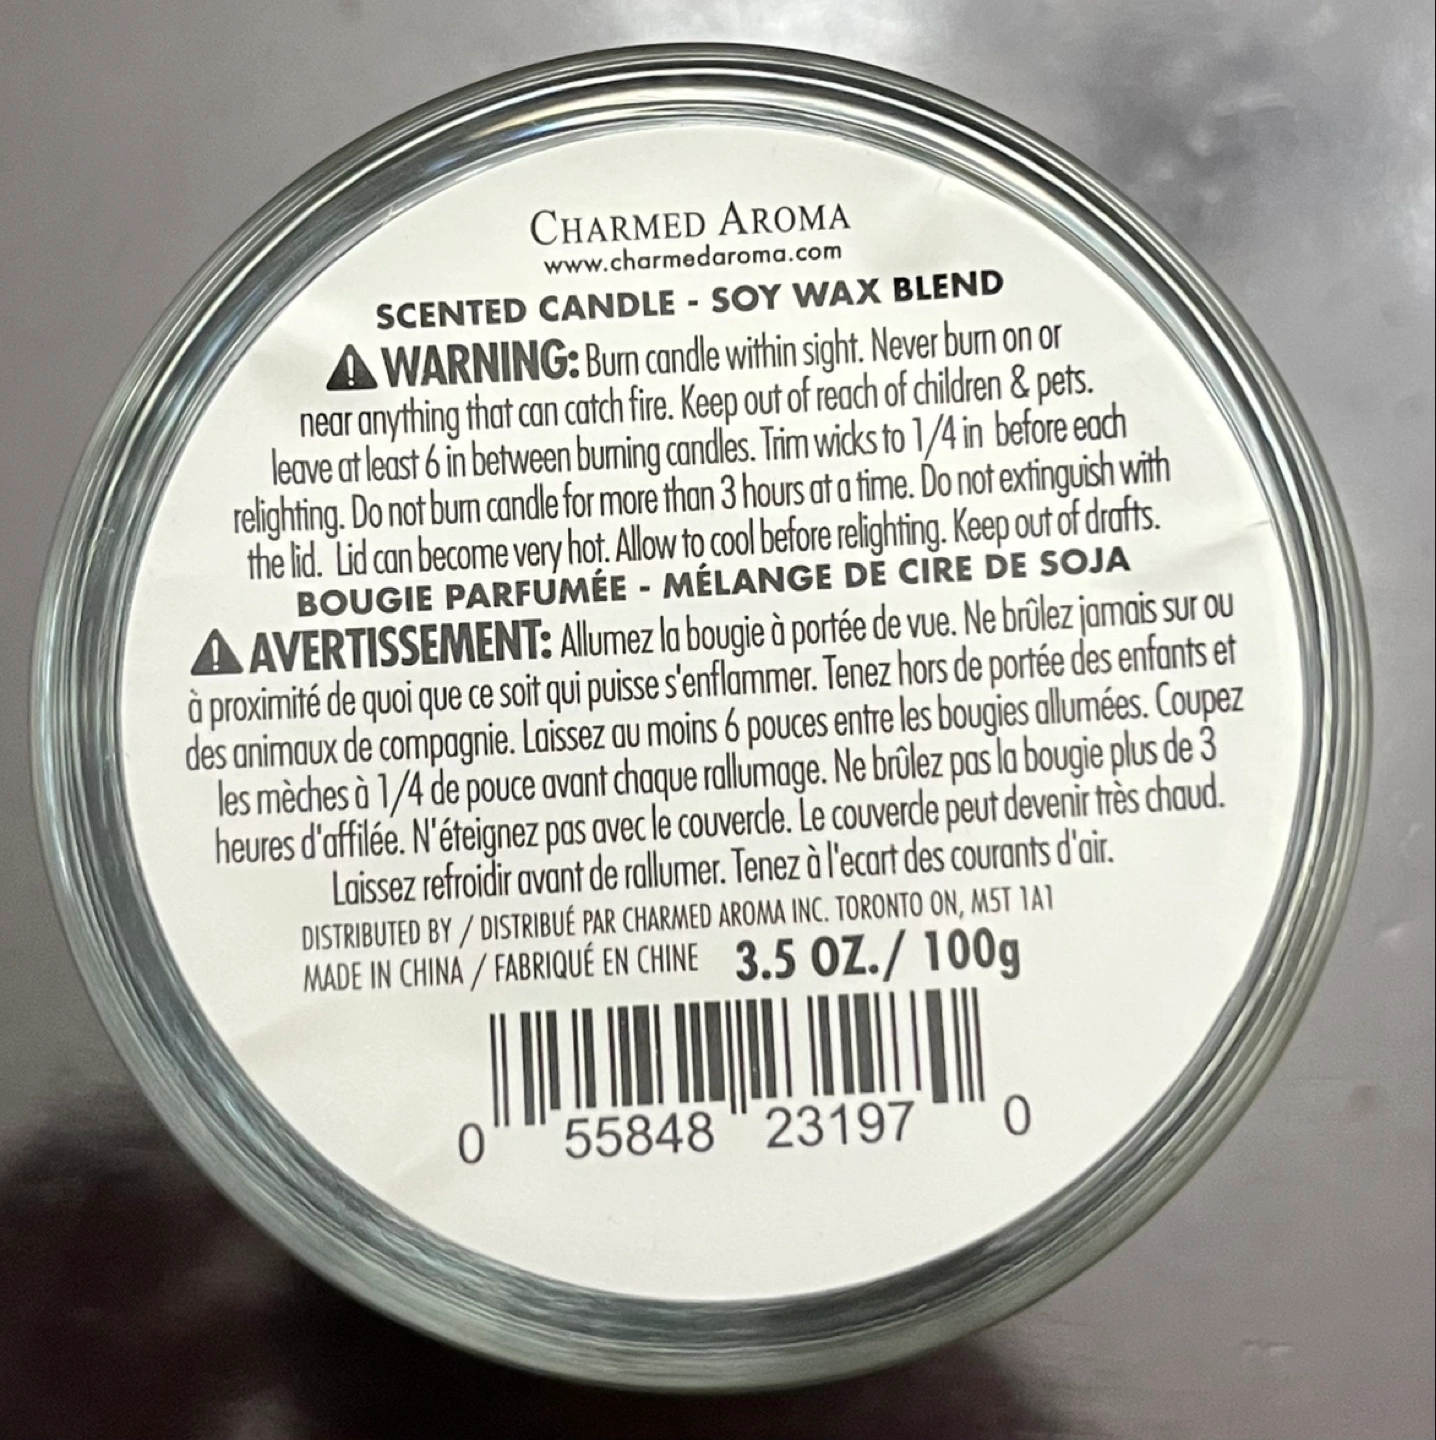 CHARMED AROMA
www.charmedaroma.com
SCENTED CANDLE - SOY WAX BLEND
WARNING: Burn candle within sight. Never burn on or
near anything that can catch fire. Keep out of reach of children & pets.
leave at least 6 in between burning candles. Trim wicks to 1/4 in before each
relighting. Do not burn candle for more than 3 hours at a time. Do not extinguish with
the lid. Lid can become very hot. Allow to cool before relighting. Keep out of drafts.
BOUGIE PARFUMÉE - MÉLANGE DE CIRE DE SOJA
AVERTISSEMENT: Allumez la bougie à portée de vue. Ne brûlez jamais sur ou
à proximité de quoi que ce soit qui puisse s'enflammer. Tenez hors de portée des enfants et
des animaux de compagnie. Laissez au moins 6 pouces entre les bougies allumées. Coupez
les mèches à 1/4 de pouce avant chaque rallumage. Ne brûlez pas la bougie plus de 3
heures d'affilée. N'éteignez pas avec le couvercle. Le couvercle peut devenir très chaud.
Laissez refroidir avant de rallumer. Tenez à l'ecart des courants d'air.
DISTRIBUTED BY / DISTRIBUÉ PAR CHARMED AROMA INC. TORONTO ON, M5T 1A1
MADE IN CHINA / FABRIQUÉ EN CHINE 3.5 OZ./ 100g
0 55848 23197 0